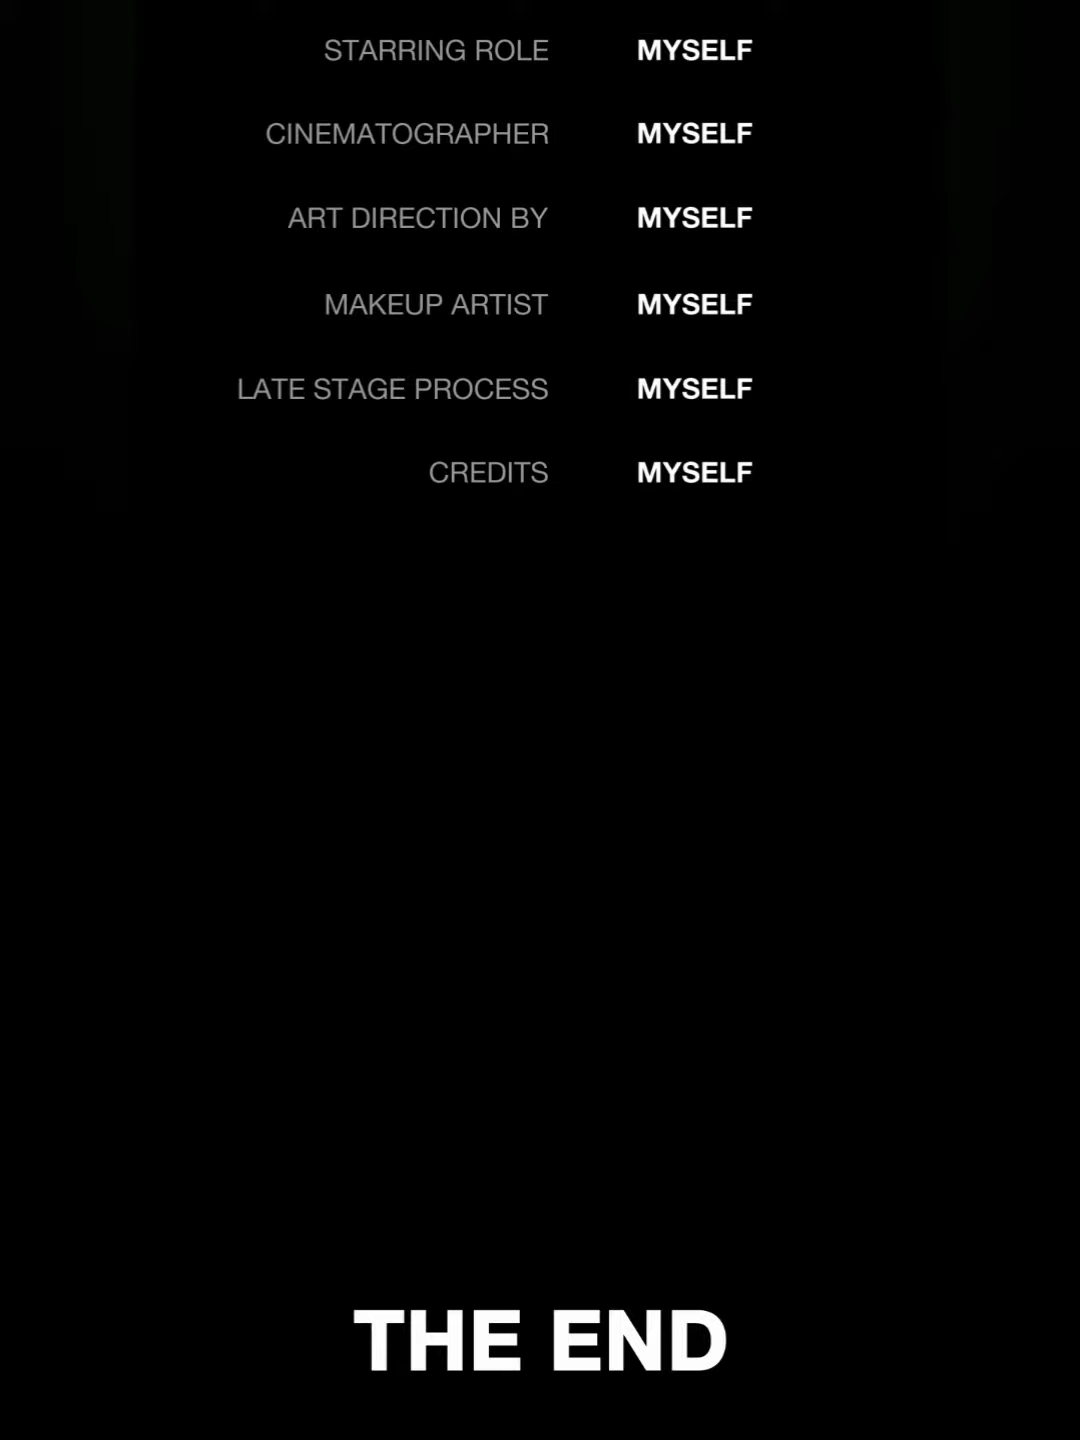 STARRING ROLE MYSELF
CINEMATOGRAPHER MYSELF
ART DIRECTION BY MYSELF
MAKEUP ARTIST MYSELF
LATE STAGE PROCESS MYSELF
CREDITS MYSELF
THE END